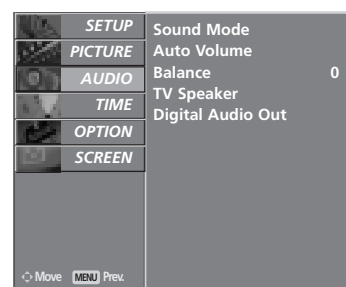 SETUP
PICTURE
AUDIO
TIME
OPTION
SCREEN
Move MENU Prev.
Sound Mode
Auto Volume
Balance 0
TV Speaker
Digital Audio Out